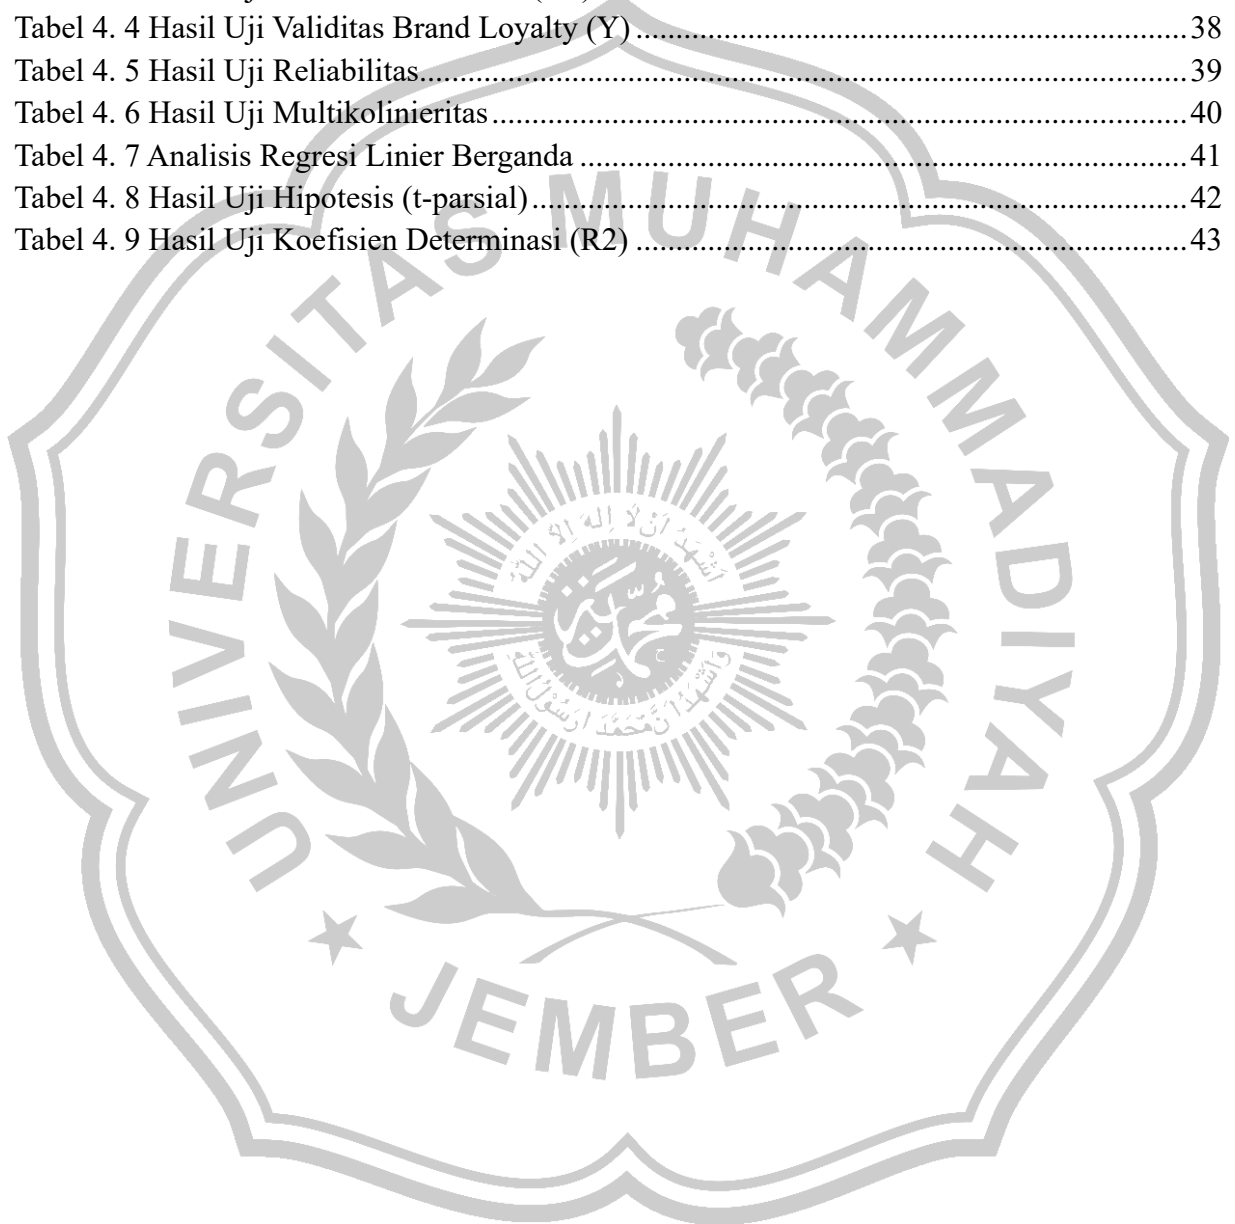 Tabel 4. 4 Hasil Uji Validitas Brand Loyalty (Y) ........................................................................ 38
Tabel 4. 5 Hasil Uji Reliabilitas.................................................................................................... 39
Tabel 4. 6 Hasil Uji Multikolinieritas ........................................................................................... 40
Tabel 4. 7 Analisis Regresi Linier Berganda ............................................................................... 41
Tabel 4. 8 Hasil Uji Hipotesis (t-parsial) ...................................................................................... 42
Tabel 4. 9 Hasil Uji Koefisien Determinasi (R2) ........................................................................ 43
UNIVERSITAS MUHAMMADIYAH
JEMBER